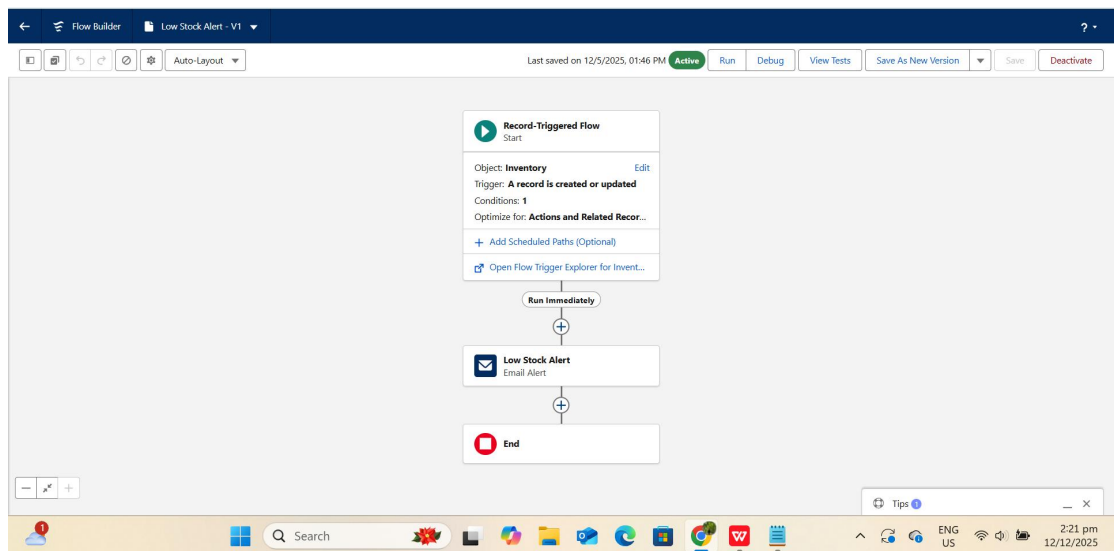 Flow Builder
Low Stock Alert - V1
?
Auto-Layout
Last saved on 12/5/2025, 01:46 PM
Active
Run
Debug
View Tests
Save As New Version
Save
Deactivate
Record-Triggered Flow
Start
Object: Inventory
Edit
Trigger: A record is created or updated
Conditions: 1
Optimize for: Actions and Related Recor...
+ Add Scheduled Paths (Optional)
Open Flow Trigger Explorer for Invent...
Run Immediately
Low Stock Alert
Email Alert
End
Tips 1
1
Search
ENG
US
2:21 pm
12/12/2025